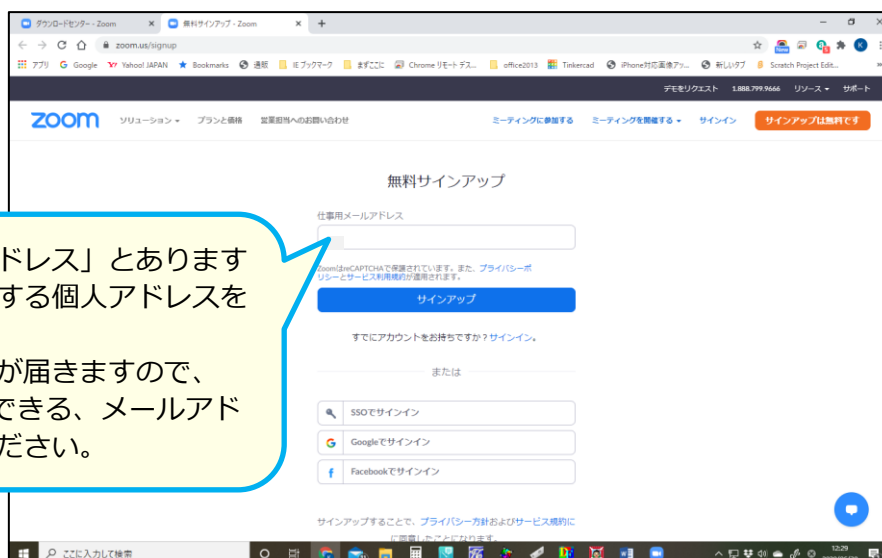 ダウンロードセンター - Zoom
無料サインアップ - Zoom
zoom.us/signup
アプリ Google Yahoo! JAPAN Bookmarks 通販 IEブックマーク まずここに Chrome リモートデス... office2013 Tinkercad iPhone対応画像アッ... 新しいタブ Scratch Project Edit...
デモをリクエスト 1.888.799.9666 リソース サポート
zoom ソリューション プランと価格 営業担当へのお問い合わせ ミーティングに参加する ミーティングを開催する サインイン サインアップは無料です
無料サインアップ
仕事用メールアドレス
ZoomはreCAPTCHAで保護されています。また、プライバシーポ
リシーとサービス利用規約が適用されます。
サインアップ
すでにアカウントをお持ちですか？サインイン。
または
SSOでサインイン
Googleでサインイン
Facebookでサインイン
サインアップすることで、プライバシー方針およびサービス規約に
に同意したことになります。
ドレス」とあります
する個人アドレスを
が届きますので、
できる、メールアド
ださい。
ここに入力して検索
12:29